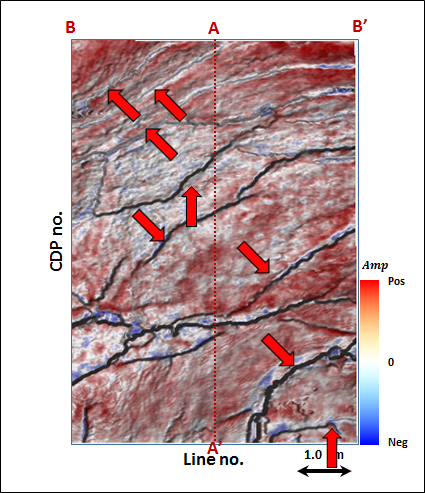 B A B’
CDP no.
Amp
Pos
0
Neg
A’
Line no.
1.0